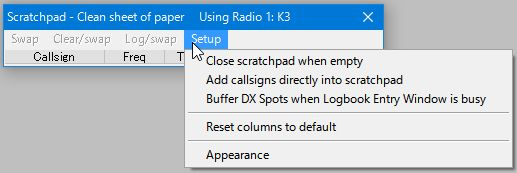 Scratchpad - Clean sheet of paper Using Radio 1: K3
Swap Clear/swap Log/swap Setup
Callsign Freq T
Close scratchpad when empty
Add callsigns directly into scratchpad
Buffer DX Spots when Logbook Entry Window is busy
Reset columns to default
Appearance